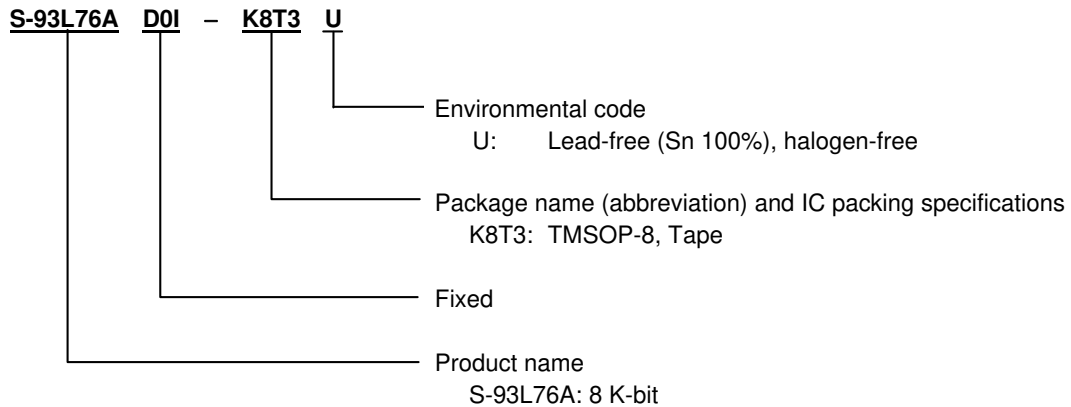 S-93L76A D0I – K8T3 U
Environmental code
U: Lead-free (Sn 100%), halogen-free
Package name (abbreviation) and IC packing specifications
K8T3: TMSOP-8, Tape
Fixed
Product name
S-93L76A: 8 K-bit